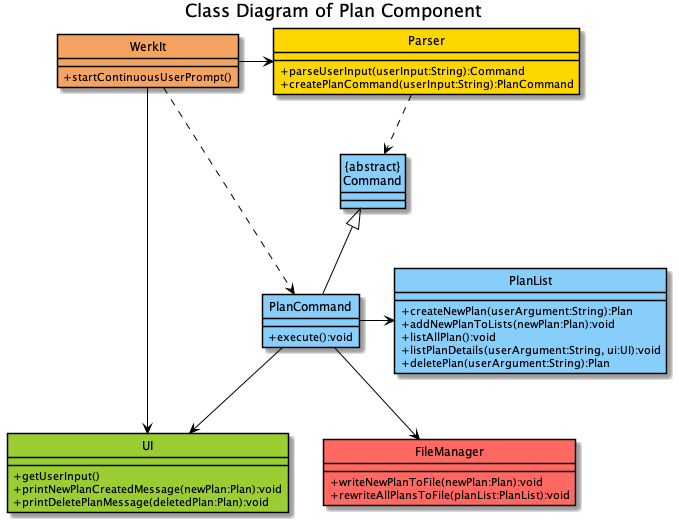 Class Diagram of Plan Component
WerkIt
+startContinuousUserPrompt()
Parser
+parseUserInput(userInput:String):Command
+createPlanCommand(userInput:String):PlanCommand
{abstract}
Command
PlanCommand
+execute():void
PlanList
+createNewPlan(userArgument:String):Plan
+addNewPlanToLists(newPlan:Plan):void
+listAllPlan():void
+listPlanDetails(userArgument:String, ui:UI):void
+deletePlan(userArgument:String):Plan
UI
+getUserInput()
+printNewPlanCreatedMessage(newPlan:Plan):void
+printDeletePlanMessage(deletedPlan:Plan):void
FileManager
+writeNewPlanToFile(newPlan:Plan):void
+rewriteAllPlansToFile(planList:PlanList):void